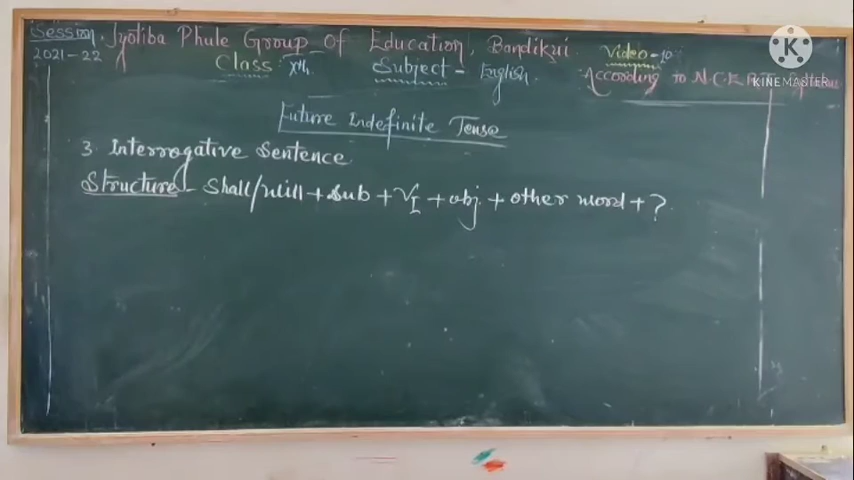 Session. Jyotiba Phule Group Of Education, Bandikui. Video-10
2021-22 Class Xth. Subject - English. According to N.C.E.R.T.
KINEMASTER
Future Indefinite Tense
3. Interrogative Sentence
Structure - Shall/will + sub + V1 + obj. + other word + ?